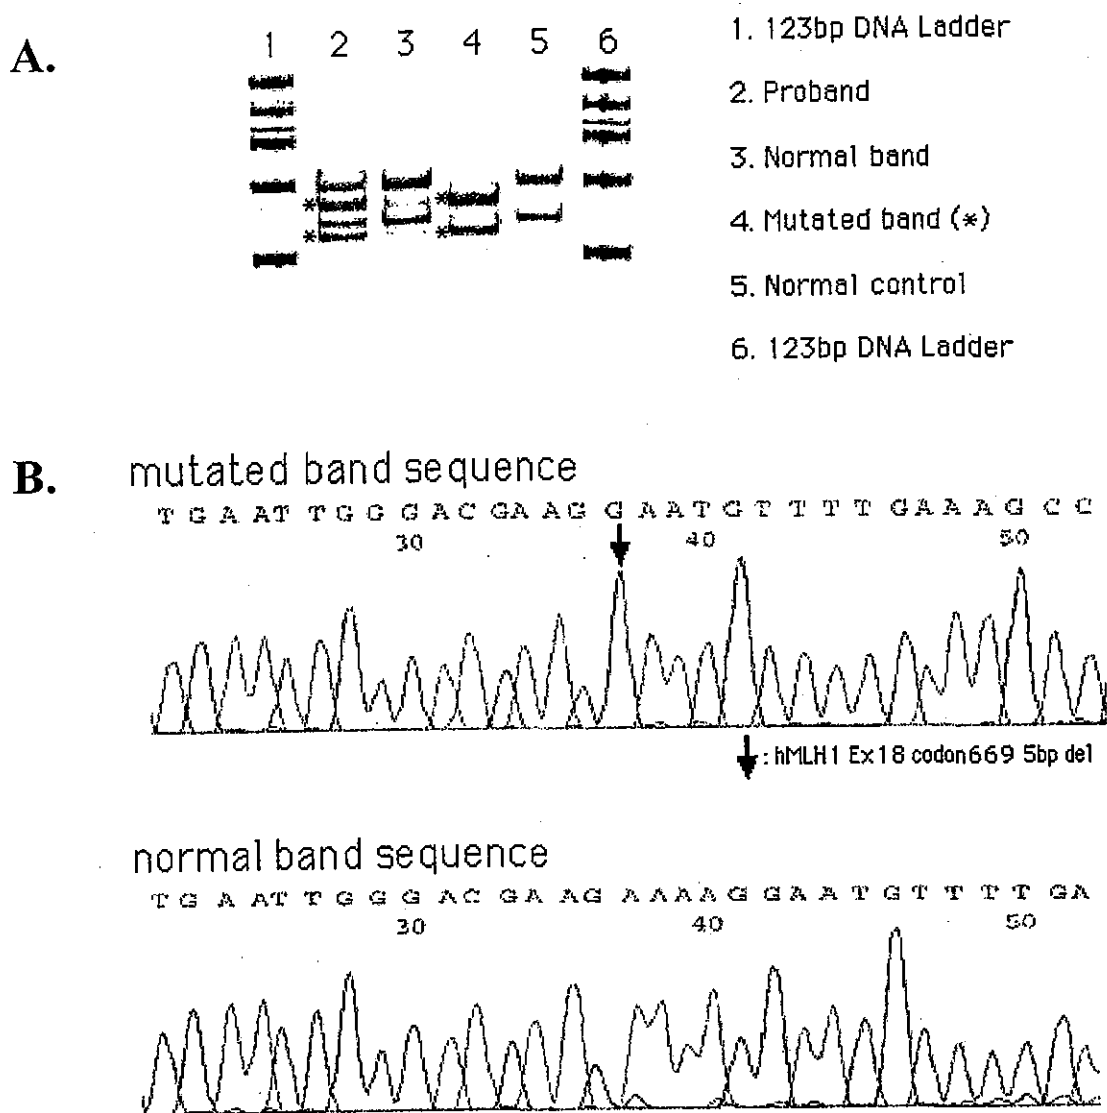 A.
1 2 3 4 5 6
1. 123bp DNA Ladder
2. Proband
3. Normal band
4. Mutated band (*)
5. Normal control
6. 123bp DNA Ladder
*
*
*
*
B.
mutated band sequence
T G A A T T G G G A C G A A G G A A T G T T T T G A A A G C C
30 40 50
: hMLH1 Ex18 codon669 5bp del
normal band sequence
T G A A T T G G G A C G A A G A A A A G G A A T G T T T T G A
30 40 50